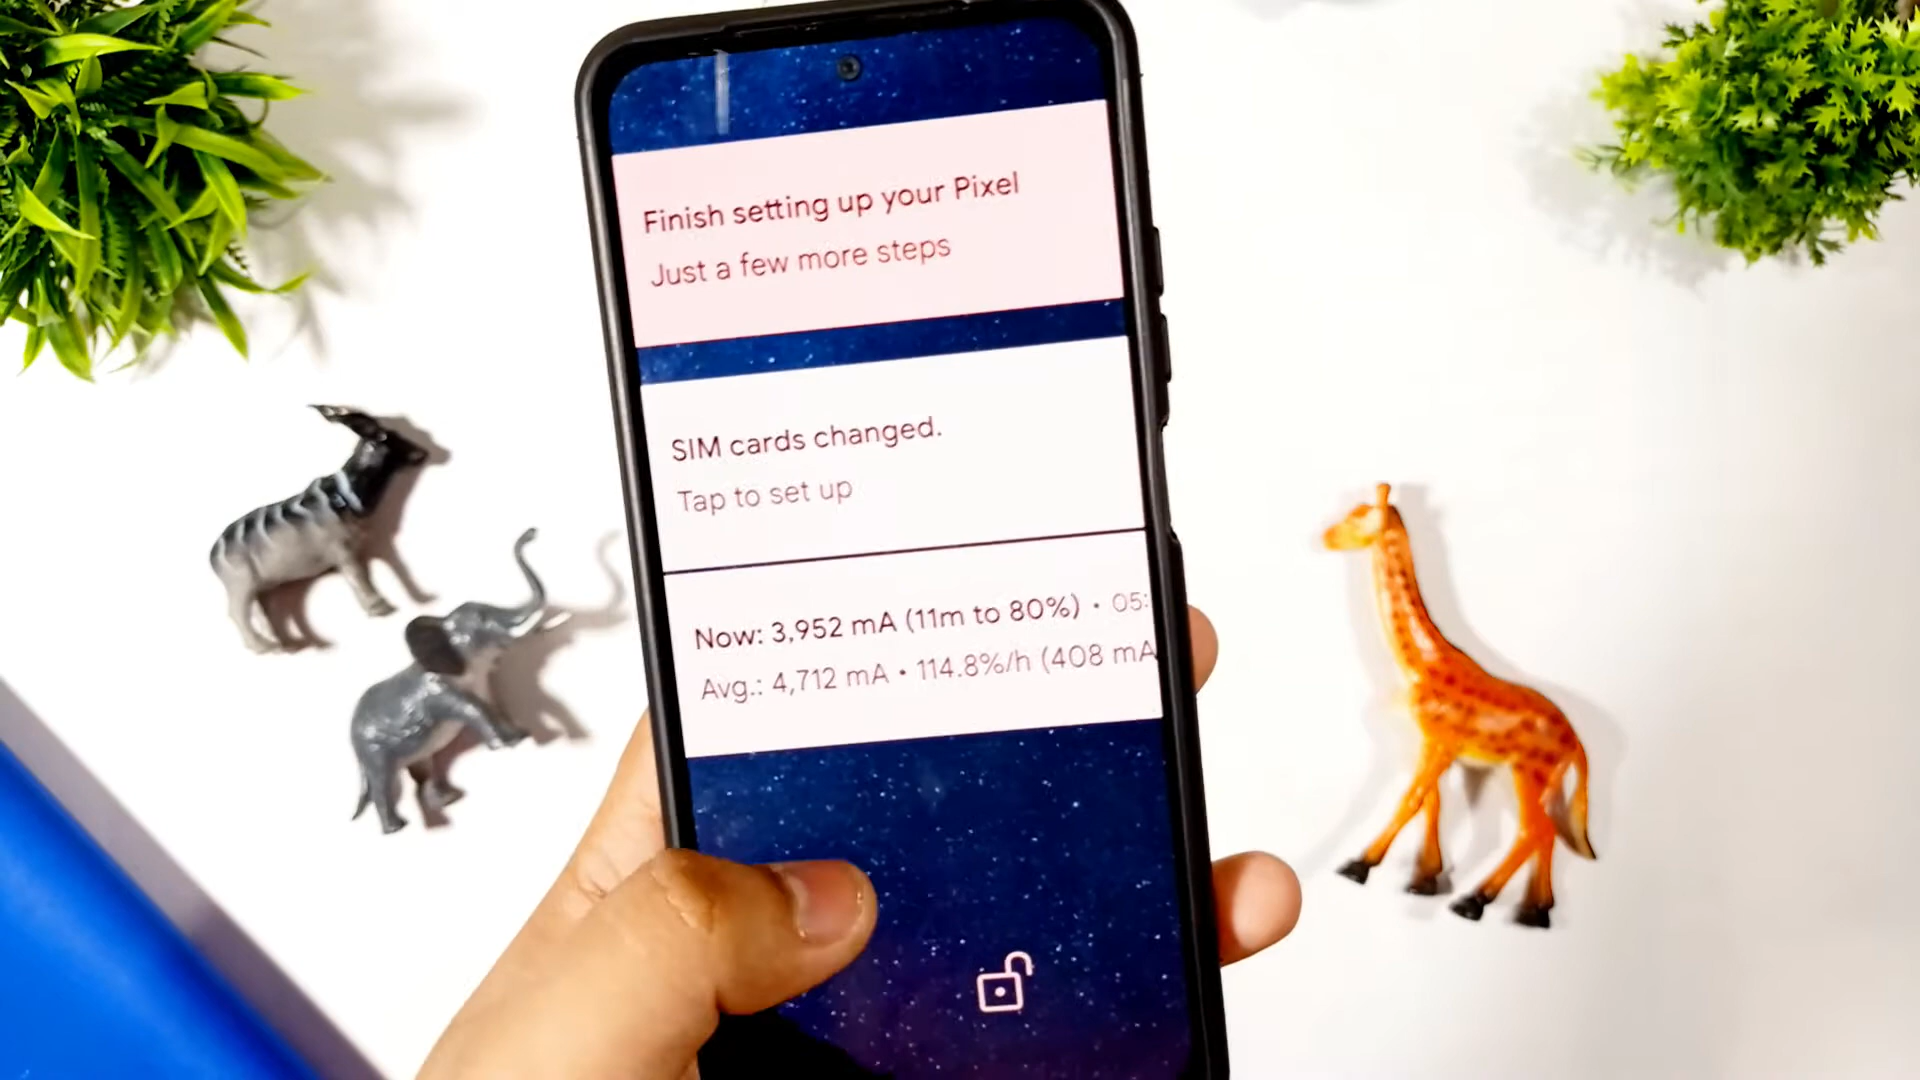 Finish setting up your Pixel
Just a few more steps
SIM cards changed.
Tap to set up
Now: 3,952 mA (11m to 80%) • 05:
Avg.: 4,712 mA • 114.8%/h (408 mA